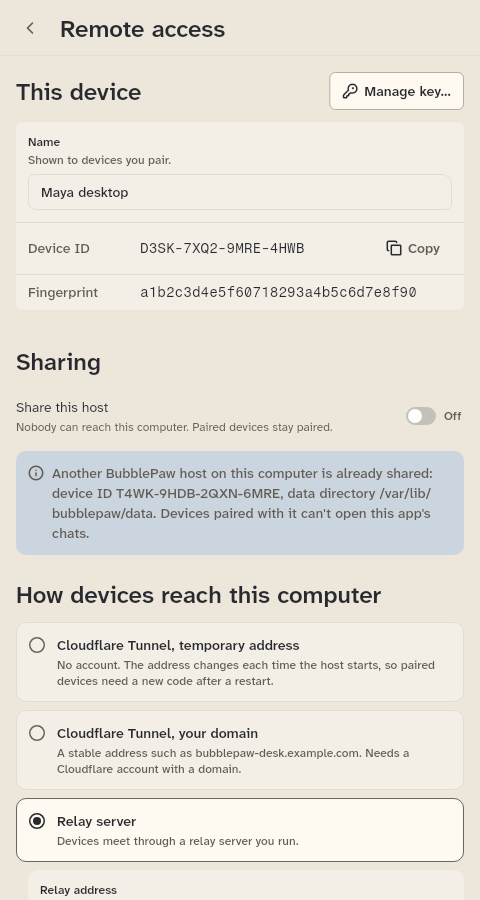 Remote access
This device
Manage key...
Name
Shown to devices you pair.
Maya desktop
Device ID
D3SK-7XQ2-9MRE-4HWB
Copy
Fingerprint
a1b2c3d4e5f60718293a4b5c6d7e8f90
Sharing
Share this host
Nobody can reach this computer. Paired devices stay paired.
Off
Another BubblePaw host on this computer is already shared:
device ID T4WK-9HDB-2QXN-6MRE, data directory /var/lib/
bubblepaw/data. Devices paired with it can't open this app's
chats.
How devices reach this computer
Cloudflare Tunnel, temporary address
No account. The address changes each time the host starts, so paired
devices need a new code after a restart.
Cloudflare Tunnel, your domain
A stable address such as bubblepaw-desk.example.com. Needs a
Cloudflare account with a domain.
Relay server
Devices meet through a relay server you run.
Relay address